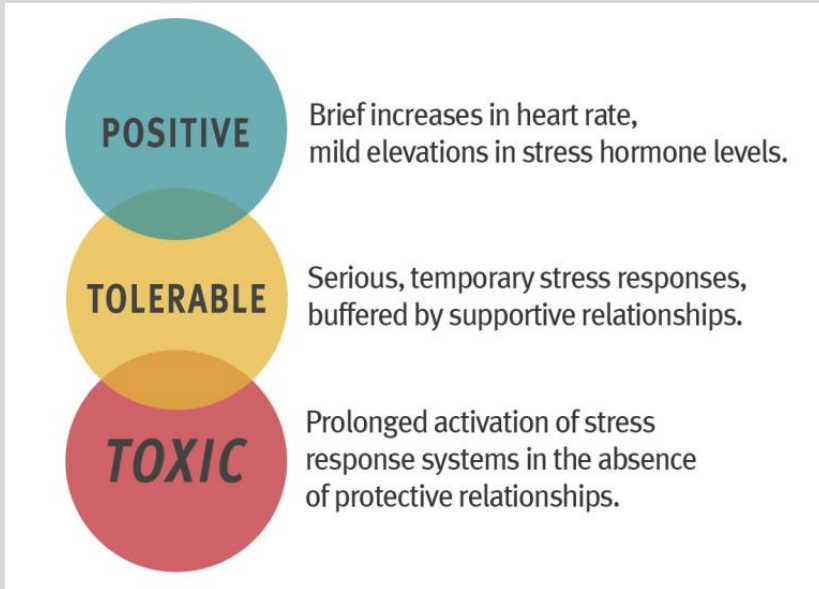 POSITIVE
Brief increases in heart rate,
mild elevations in stress hormone levels.
TOLERABLE
Serious, temporary stress responses,
buffered by supportive relationships.
TOXIC
Prolonged activation of stress
response systems in the absence
of protective relationships.